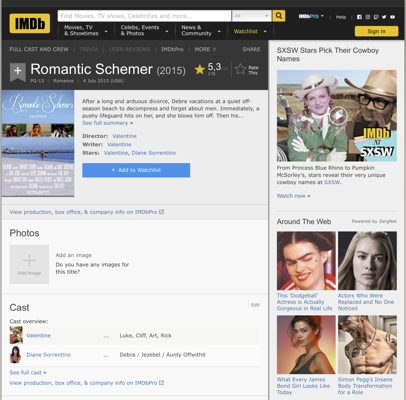 IMDb
Find Movies, TV shows, Celebrities and more...
All
IMDbPro
Help
Movies, TV & Showtimes
Celebs, Events & Photos
News & Community
Watchlist
Sign in
FULL CAST AND CREW | TRIVIA | USER REVIEWS | IMDbPro | MORE
SHARE
Romantic Schemer (2015)
PG-13 | Romance | 4 July 2015 (USA)
5,3
Rate This
Romantic Schemer
After a long and arduous divorce, Debra vacations at a quiet off-
season beach to decompress and forget about men. Immediately, a
pushy lifeguard hits on her, and she blows him off. Then his...
See full summary »
Director: Valentine
Writer: Valentine
Stars: Valentine, Diane Sorrentino
+ Add to Watchlist
View production, box office, & company info on IMDbPro
Photos
Add Image
Add an image
Do you have any images for
this title?
Cast
Edit
Cast overview:
Valentine ... Luke, Cliff, Art, Rick
Diane Sorrentino ... Debra / Jezebel / Aunty Offwithit
See full cast »
View production, box office, & company info on IMDbPro
SXSW Stars Pick Their Cowboy
Names
IMDb
AT
SXSW
From Princess Blue Rhino to Pumpkin
McScorley's, stars reveal their very unique
cowboy names at SXSW.
Watch now »
Around The Web
Powered by ZergNet
This 'Dodgeball'
Actress is Actually
Gorgeous in Real Life
Actors Who Were
Replaced and No One
Noticed
What Every James
Bond Girl Looks Like
Today
Simon Pegg's Insane
Body Transformation
for a Role